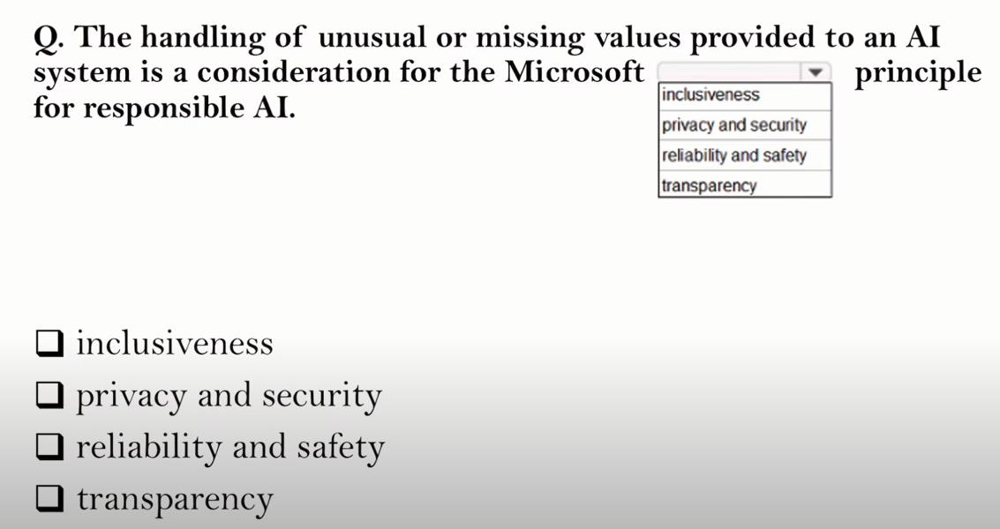 Q. The handling of unusual or missing values provided to an AI
system is a consideration for the Microsoft principle
for responsible AI.
inclusiveness
privacy and security
reliability and safety
transparency
❑ inclusiveness
❑ privacy and security
❑ reliability and safety
❑ transparency